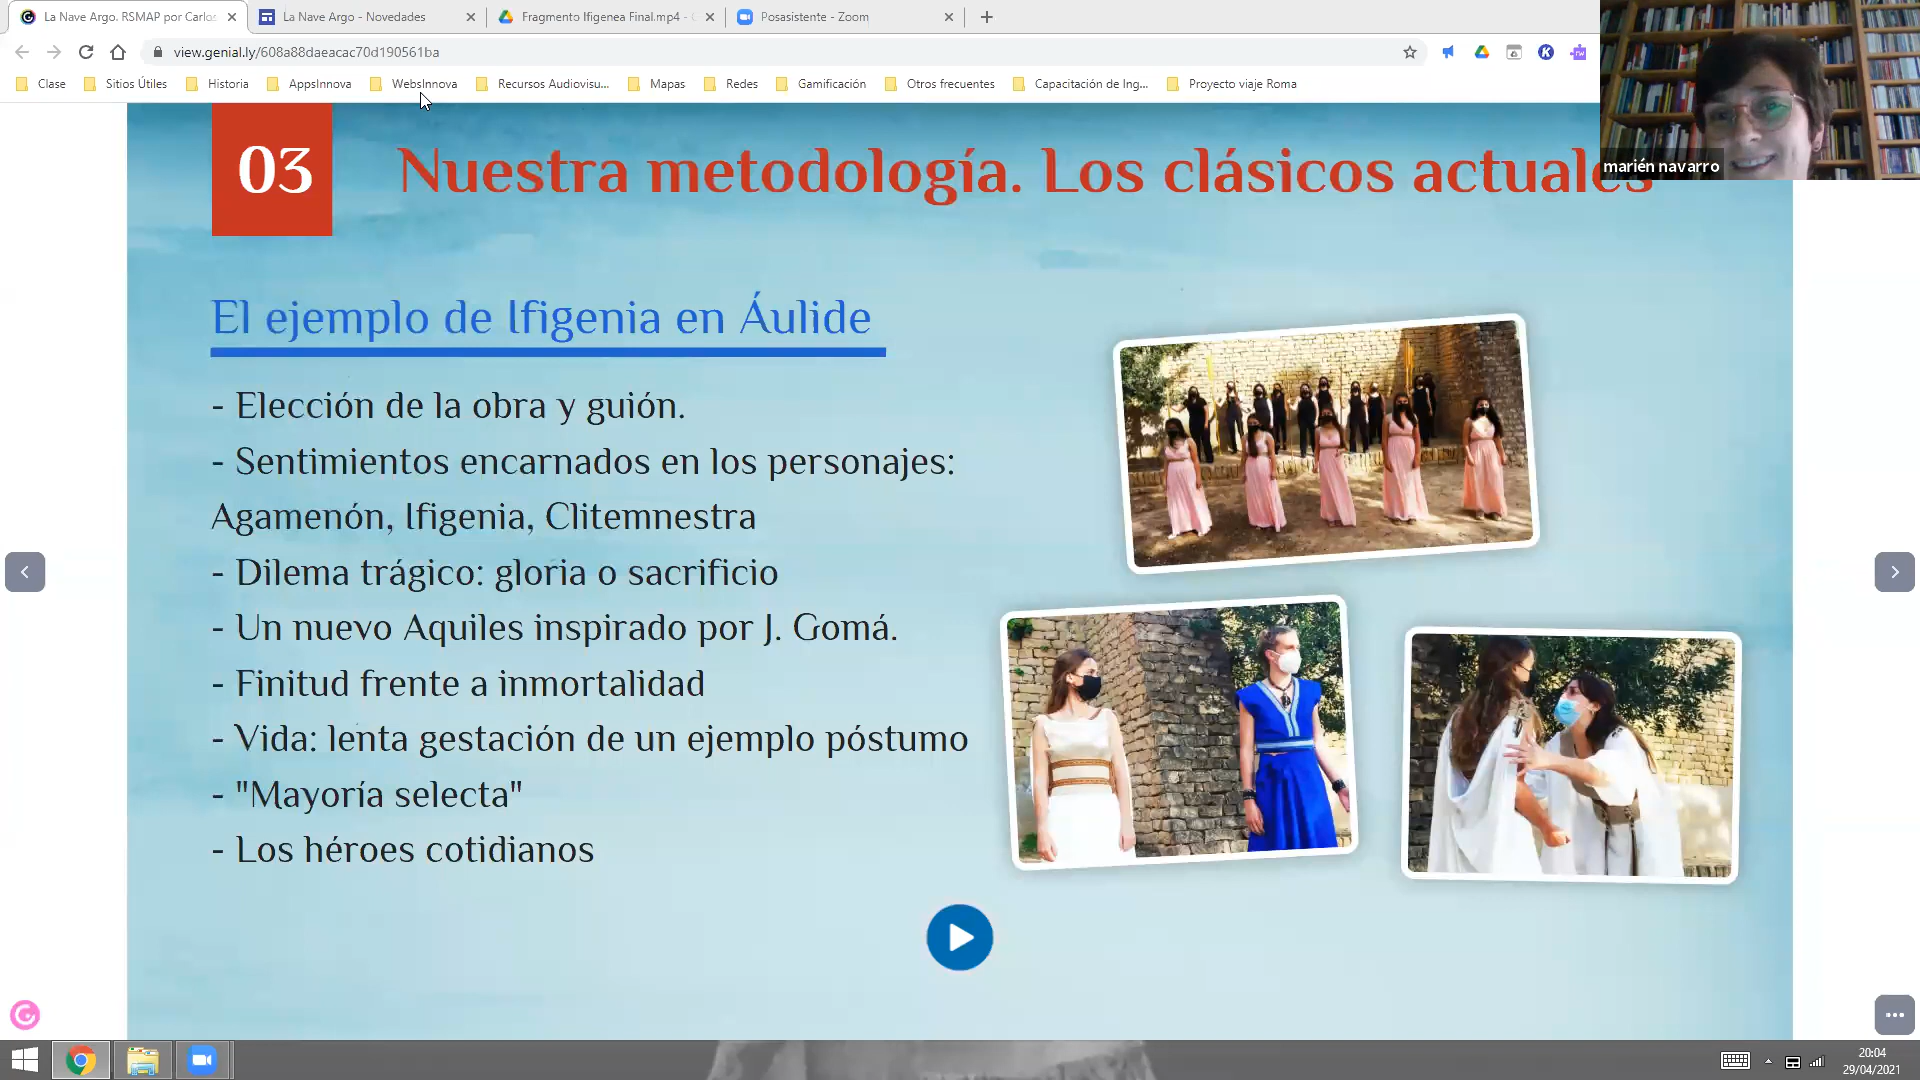 La Nave Argo. RSMAP por Carlos
La Nave Argo - Novedades
Fragmento Ifigenea Final.mp4 -
Posasistente - Zoom
view.genial.ly/608a88daeacac70d190561ba
Clase
Sitios Útiles
Historia
AppsInnova
WebsInnova
Recursos Audiovisu...
Mapas
Redes
Gamificación
Otros frecuentes
Capacitación de Ing...
Proyecto viaje Roma
marién navarro
03
Nuestra metodología. Los clásicos actuales
El ejemplo de Ifigenia en Áulide
- Elección de la obra y guión.
- Sentimientos encarnados en los personajes:
Agamenón, Ifigenia, Clitemnestra
- Dilema trágico: gloria o sacrificio
- Un nuevo Aquiles inspirado por J. Gomá.
- Finitud frente a inmortalidad
- Vida: lenta gestación de un ejemplo póstumo
- "Mayoría selecta"
- Los héroes cotidianos
20:04
29/04/2021